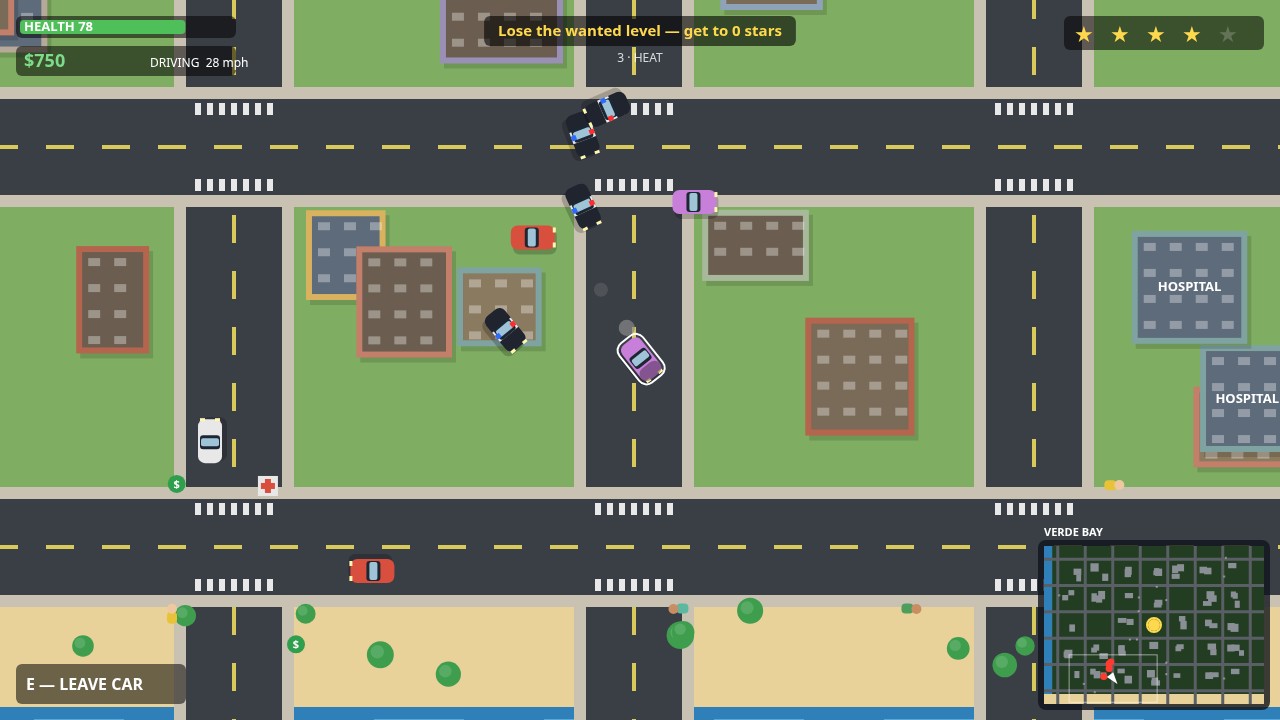 HEALTH 78
Lose the wanted level — get to 0 stars
$750
DRIVING 28 mph
3 · HEAT
HOSPITAL
HOSPITAL
$
$
VERDE BAY
E — LEAVE CAR